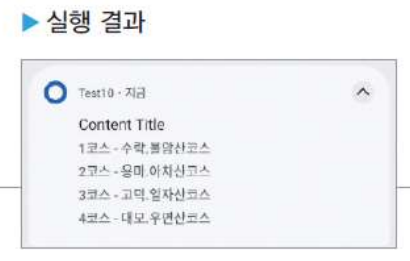 ▶ 실행 결과
Test10 · 지금
Content Title
1코스 - 수락.불암산코스
2코스 - 용마.아차산코스
3코스 - 고덕.일자산코스
4코스 - 대모.우면산코스